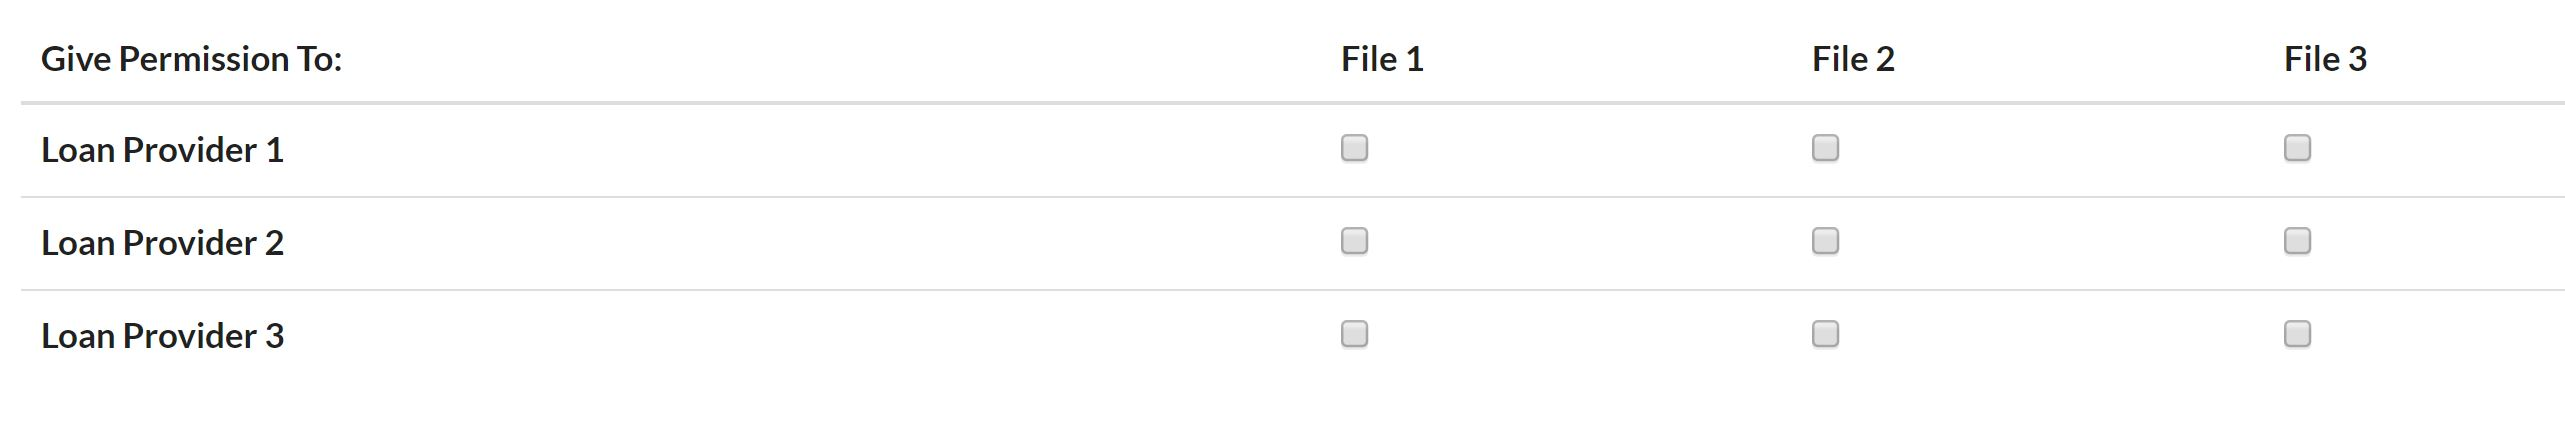 Give Permission To: File 1 File 2 File 3
Loan Provider 1
Loan Provider 2
Loan Provider 3